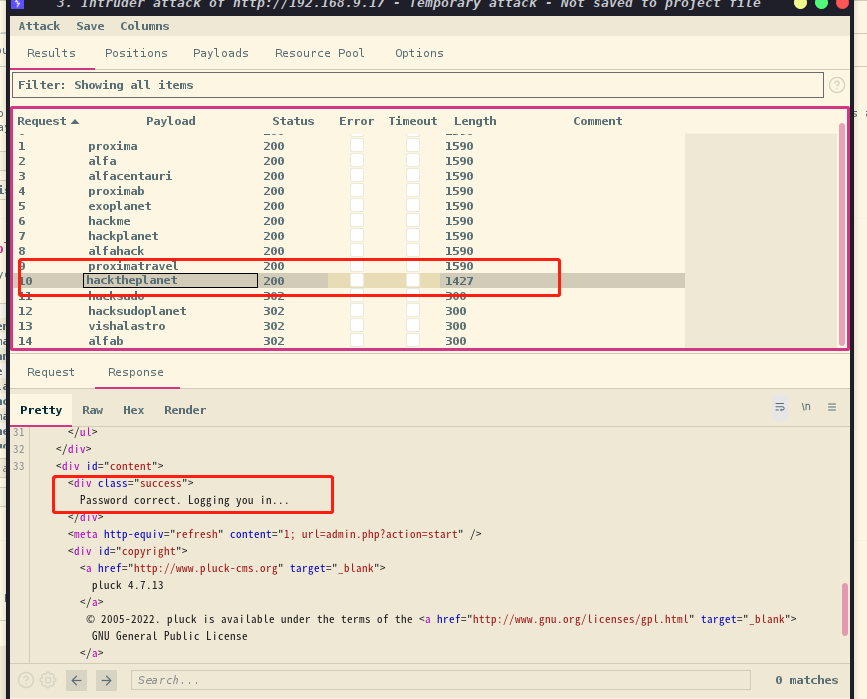 3. Intruder attack of http://192.168.9.17 - Temporary attack - Not saved to project file
Attack Save Columns
Results Positions Payloads Resource Pool Options
Filter: Showing all items ?
Request Payload Status Error Timeout Length Comment
1 proxima 200 1590
2 alfa 200 1590
3 alfacentauri 200 1590
4 proximab 200 1590
5 exoplanet 200 1590
6 hackme 200 1590
7 hackplanet 200 1590
8 alfahack 200 1590
9 proximatravel 200 1590
10 hacktheplanet 200 1427
11 hacksudo 302 300
12 hacksudoplanet 302 300
13 vishalastro 302 300
14 alfab 302 300
Request Response
Pretty Raw Hex Render \n
31 </ul>
32 </div>
33 <div id="content">
<div class="success">
Password correct. Logging you in...
</div>
<meta http-equiv="refresh" content="1; url=admin.php?action=start" />
<div id="copyright">
<a href="http://www.pluck-cms.org" target="_blank">
pluck 4.7.13
</a>
© 2005-2022. pluck is available under the terms of the <a href="http://www.gnu.org/licenses/gpl.html" target="_blank">
GNU General Public License
</a>
? Search... 0 matches